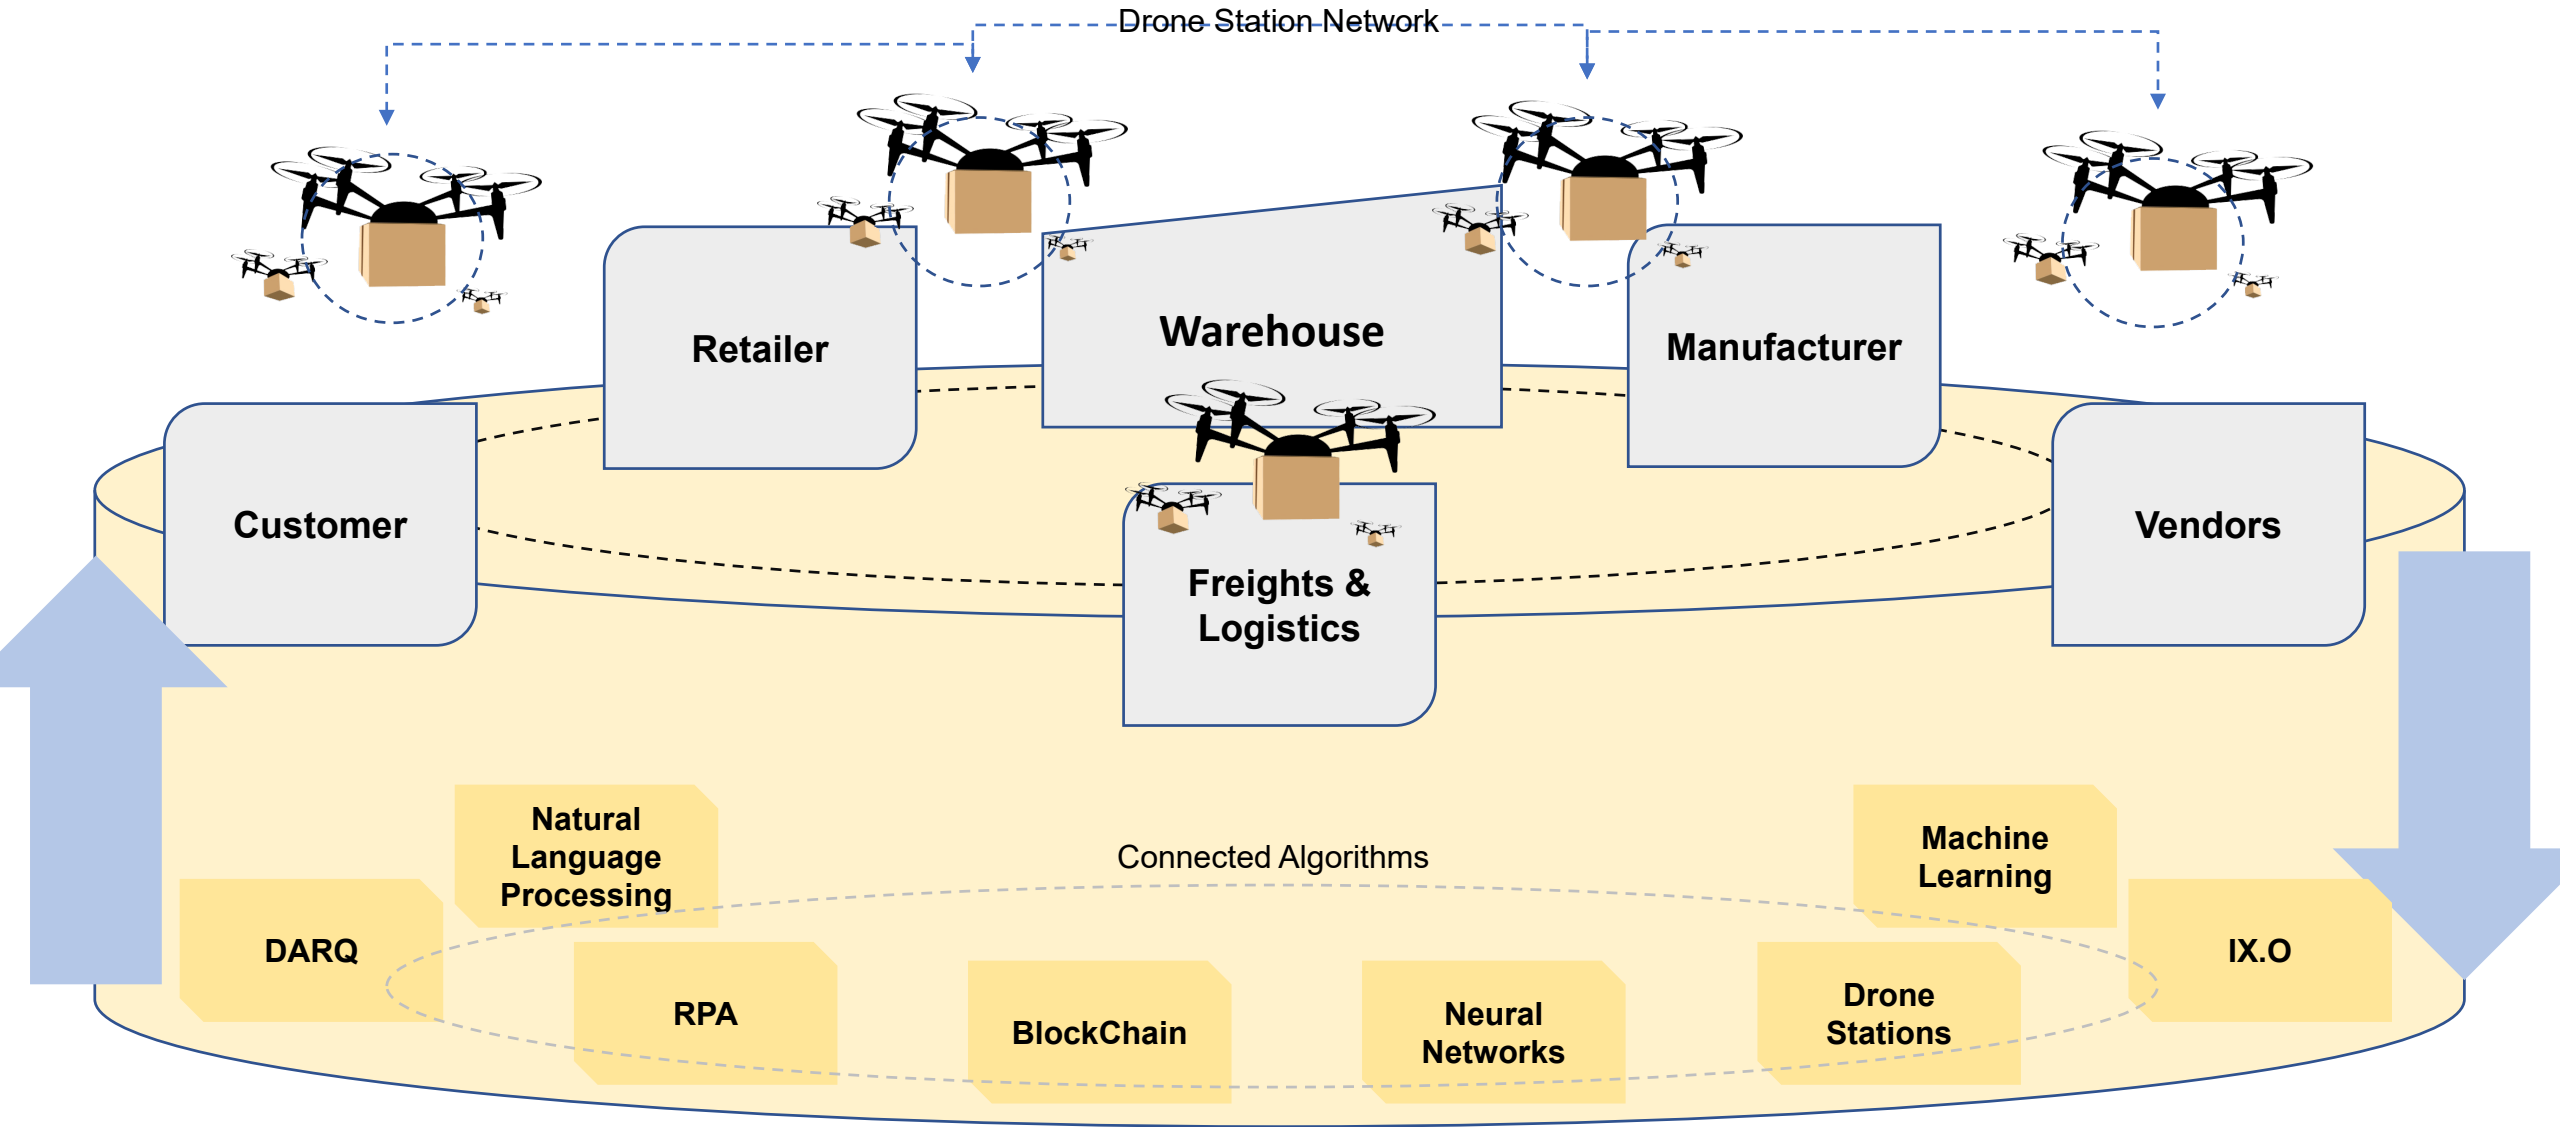 Drone Station Network
Retailer
Warehouse
Manufacturer
Customer
Vendors
Freights &
Logistics
Natural
Language
Processing
Connected Algorithms
Machine
Learning
DARQ
RPA
BlockChain
Neural
Networks
Drone
Stations
IX.O